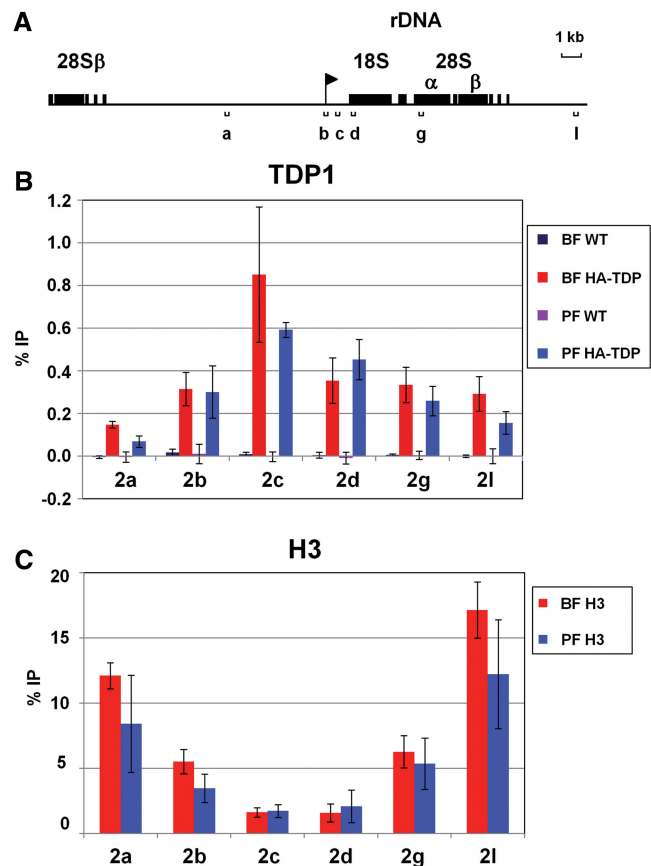 A
rDNA
1 kb
28Sβ 18S 28S
α β
a b c d g l
B
TDP1
1.2
1.0
0.8
0.6
0.4
0.2
0.0
-0.2
% IP
2a 2b 2c 2d 2g 2l
BF WT
BF HA-TDP
PF WT
PF HA-TDP
C
H3
20
15
10
5
0
% IP
2a 2b 2c 2d 2g 2l
BF H3
PF H3